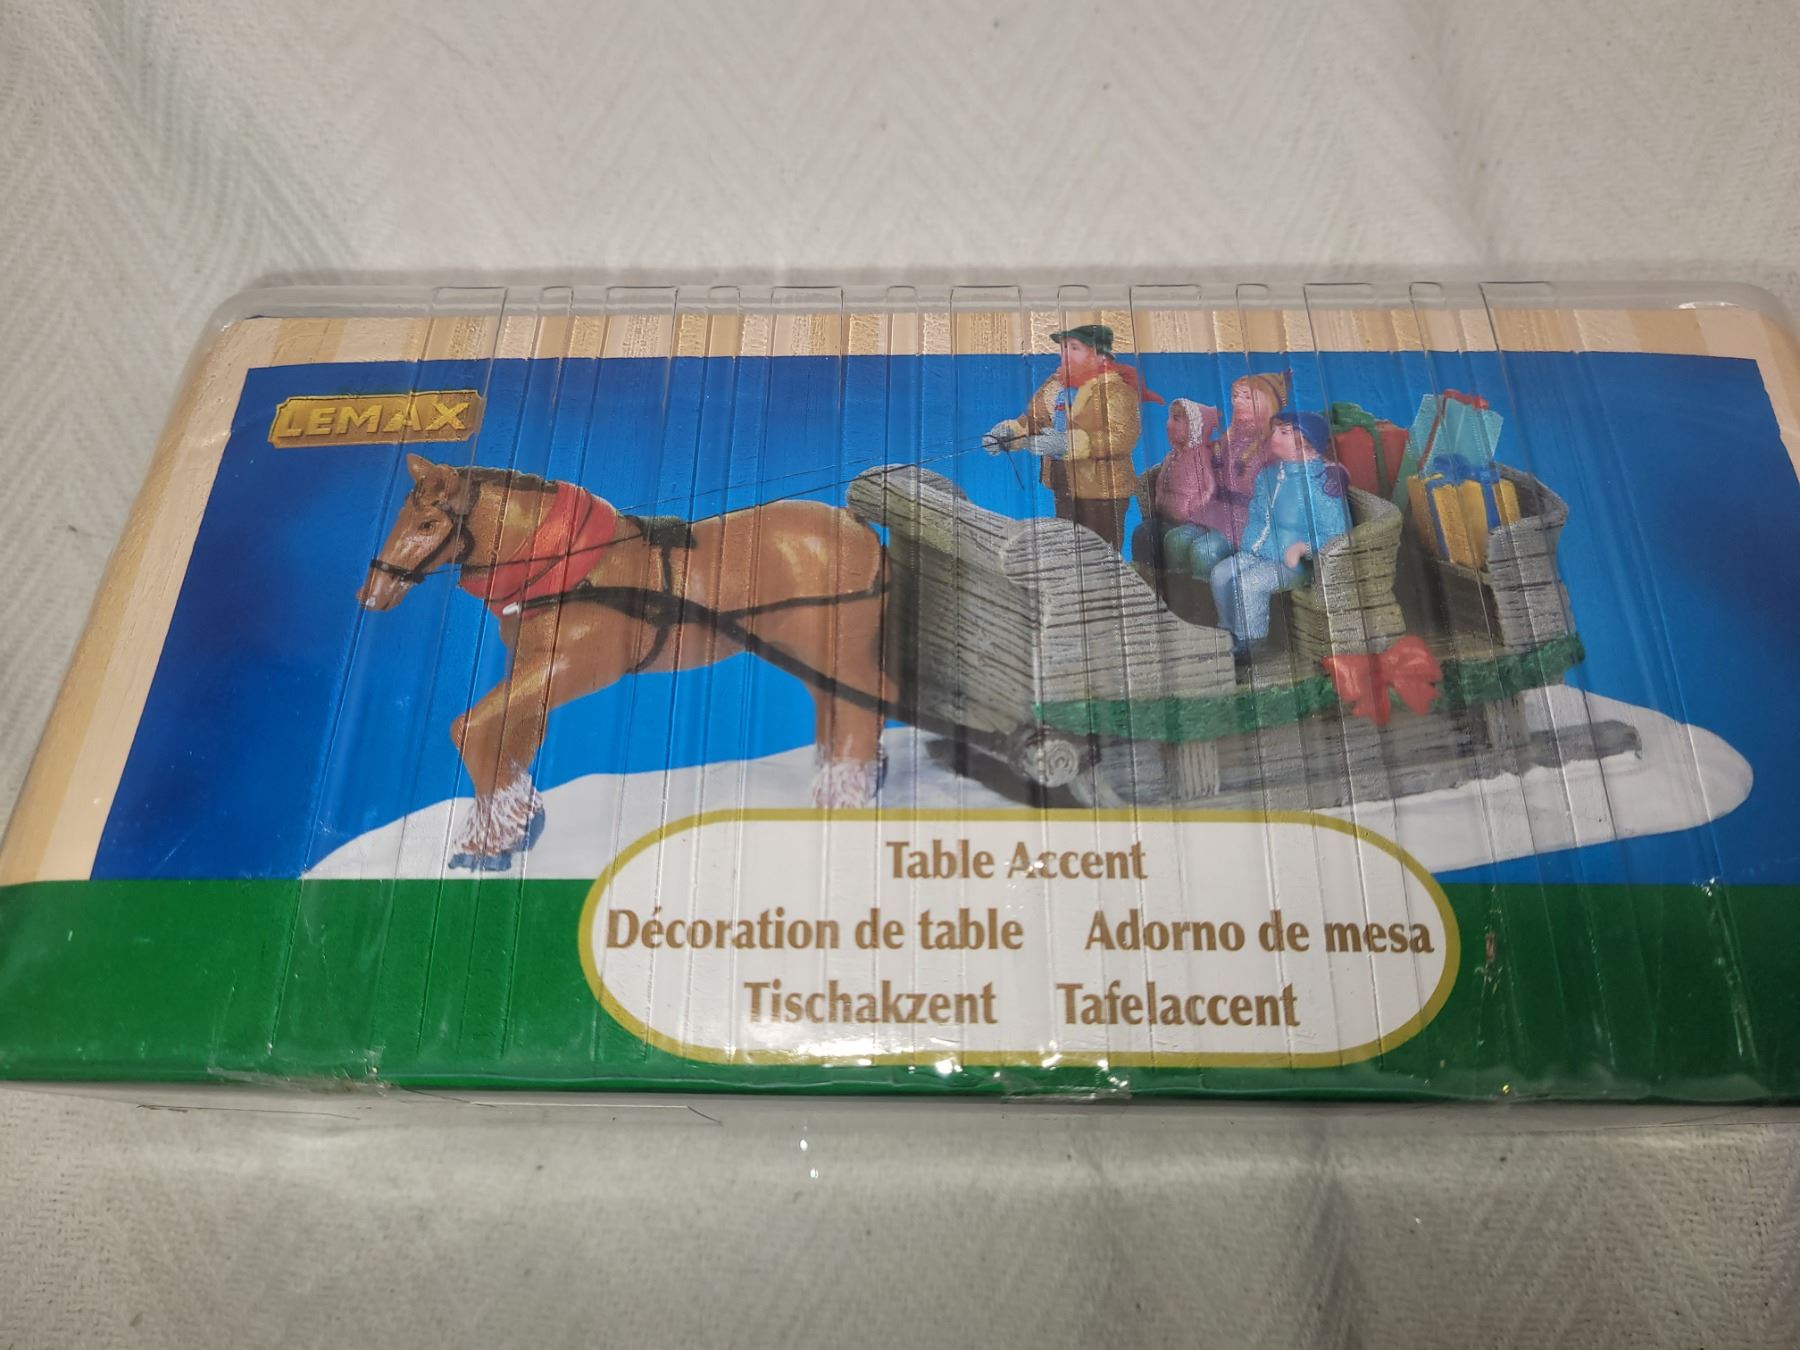 LEMAX
Table Accent
Décoration de table Adorno de mesa
Tischakzent Tafelaccent